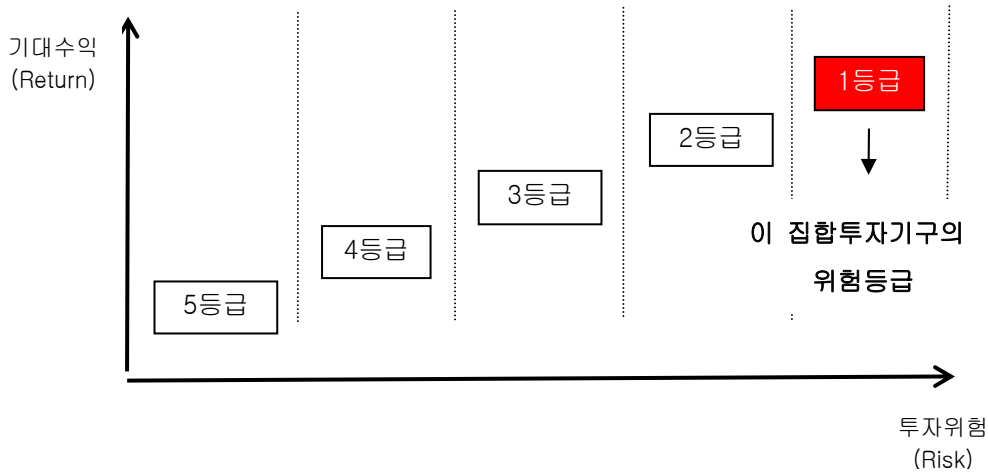 기대수익
(Return)
1등급
2등급
3등급
이 집합투자기구의
위험등급
4등급
5등급
투자위험
(Risk)